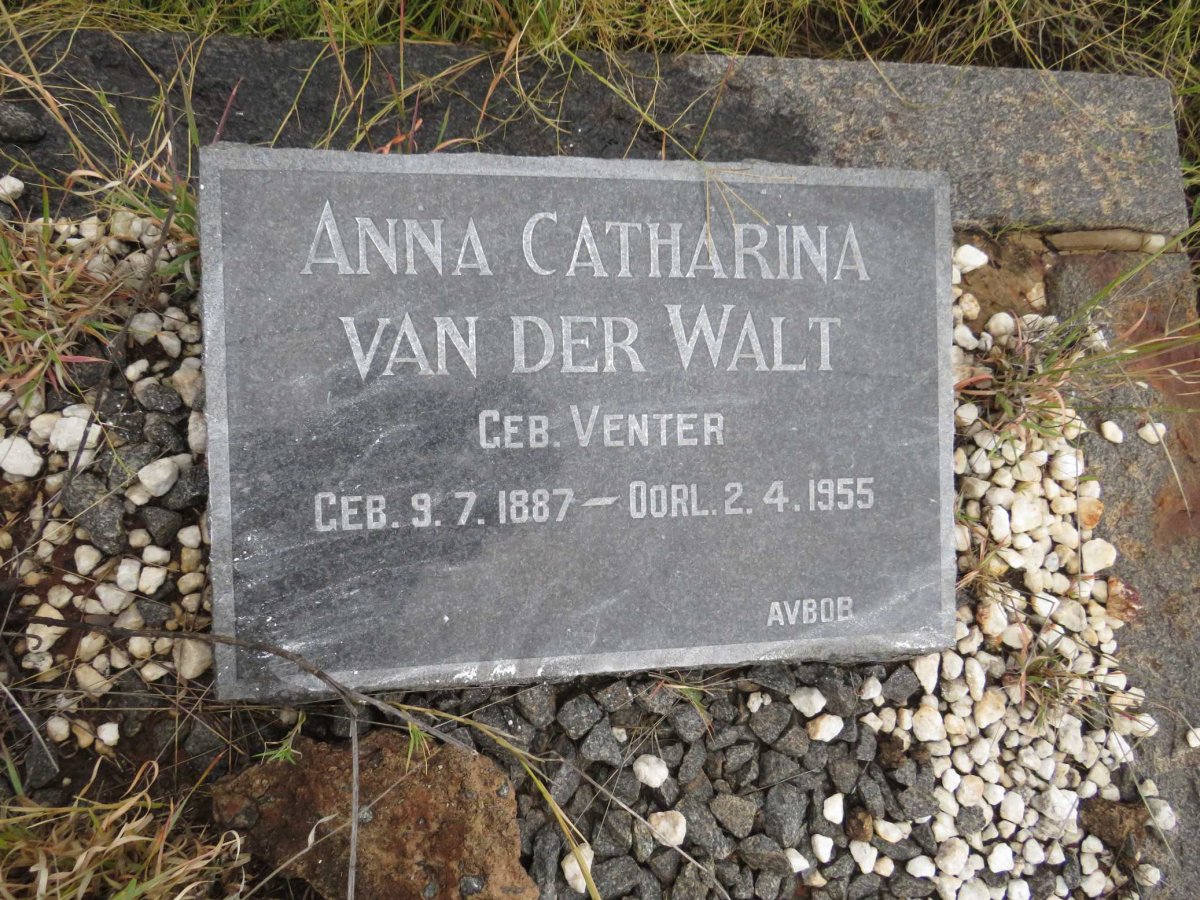 ANNA CATHARINA
VAN DER WALT
GEB. VENTER
GEB. 9. 7. 1887 — OORL. 2. 4. 1955
AVBOB